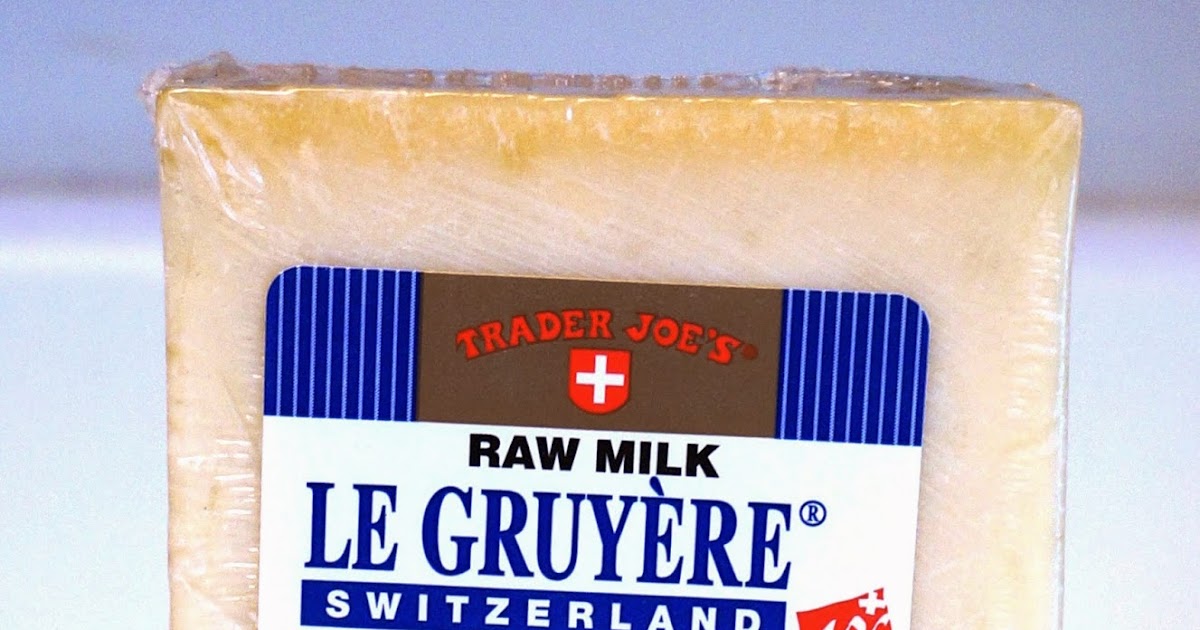 TRADER JOE'S
RAW MILK
LE GRUYÈRE®
SWITZERLAND